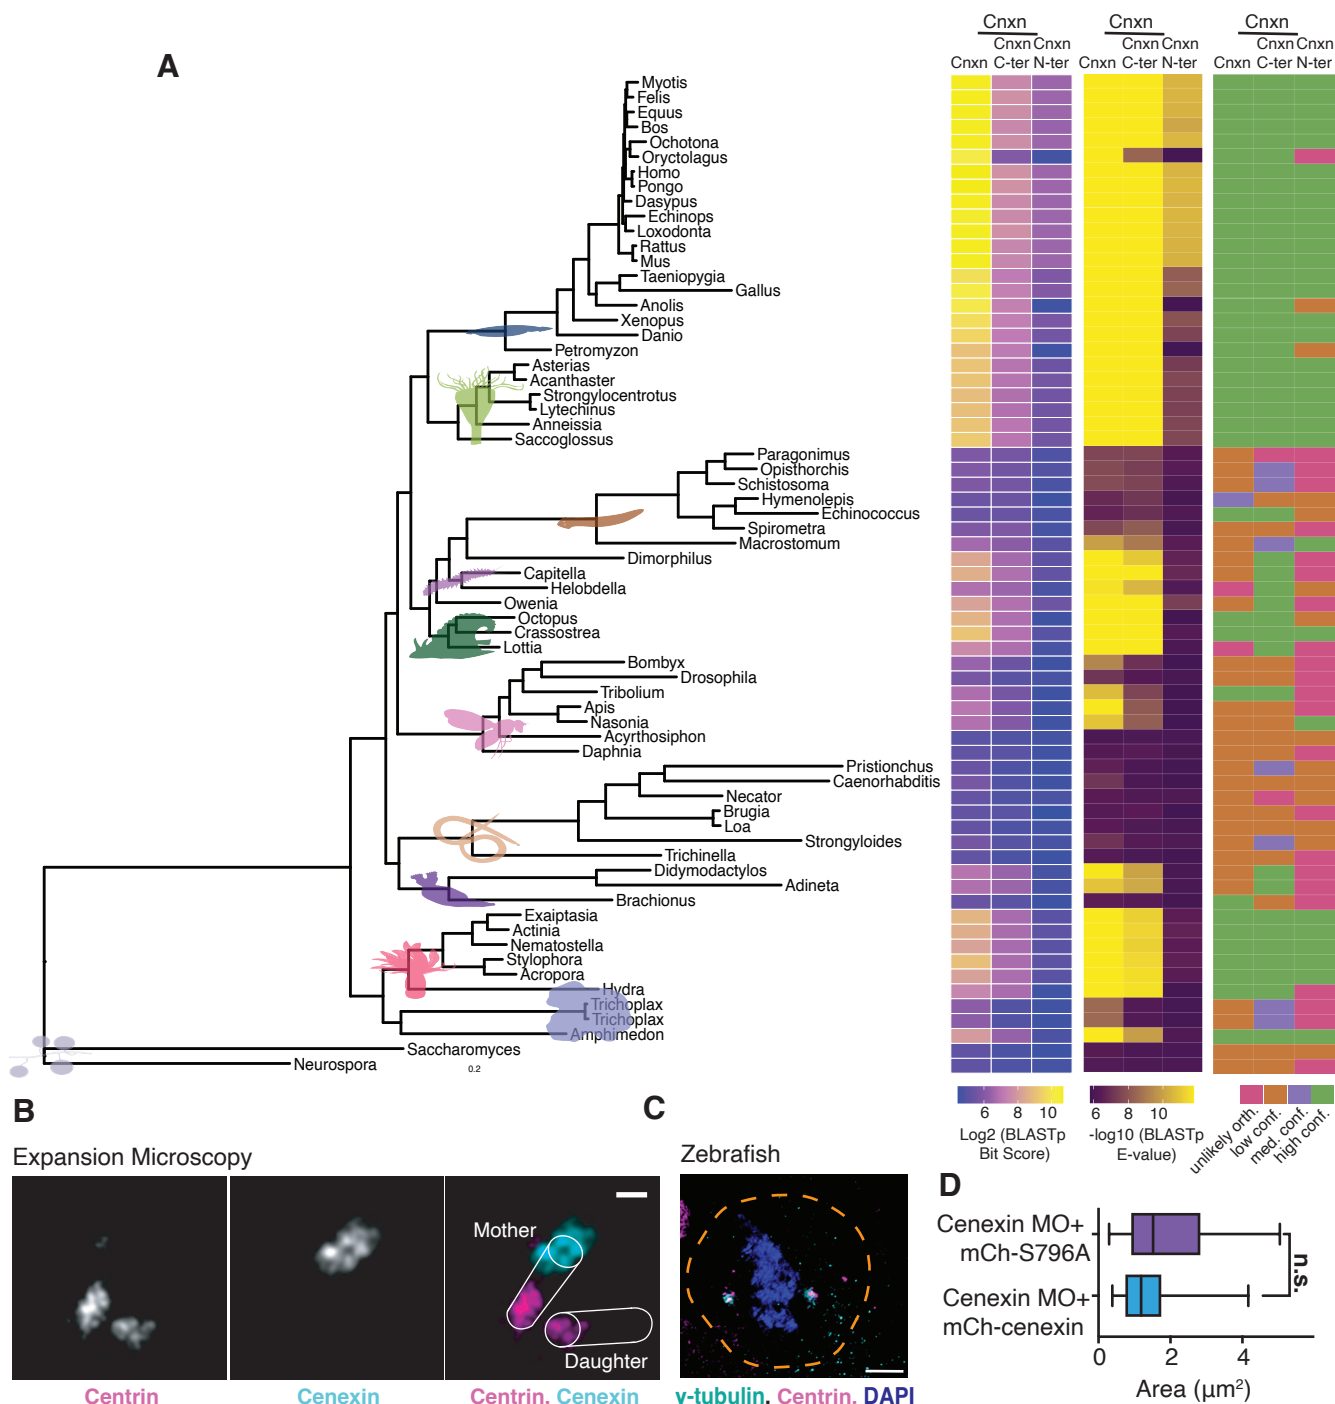 A
Cnxn
Cnxn
Cnxn
Cnxn Cnxn
Cnxn Cnxn
Cnxn Cnxn
Cnxn C-ter N-ter
Cnxn C-ter N-ter
Cnxn C-ter N-ter
Myotis
Felis
Equus
Bos
Ochotona
Oryctolagus
Homo
Pongo
Dasypus
Echinops
Loxodonta
Rattus
Mus
Taeniopygia
Gallus
Anolis
Xenopus
Danio
Petromyzon
Asterias
Acanthaster
Strongylocentrotus
Lytechinus
Anneissia
Saccoglossus
Paragonimus
Opisthorchis
Schistosoma
Hymenolepis
Echinococcus
Spirometra
Macrostomum
Dimorphilus
Capitella
Helobdella
Owenia
Octopus
Crassostrea
Lottia
Bombyx
Drosophila
Tribolium
Apis
Nasonia
Acyrthosiphon
Daphnia
Pristionchus
Caenorhabditis
Necator
Brugia
Loa
Strongyloides
Trichinella
Didymodactylos
Adineta
Brachionus
Exaiptasia
Actinia
Nematostella
Stylophora
Acropora
Hydra
Trichoplax
Trichoplax
Amphimedon
Saccharomyces
Neurospora
0.2
6 8 10
Log2 (BLASTp
Bit Score)
6 8 10
-log10 (BLASTp
E-value)
unlikely orth.
low conf.
med. conf.
high conf.
B
Expansion Microscopy
Mother
Daughter
Centrin
Cenexin
Centrin, Cenexin
C
Zebrafish
γ-tubulin, Centrin, DAPI
D
Cenexin MO+
mCh-S796A
Cenexin MO+
mCh-cenexin
n.s.
0 2 4
Area (μm²)